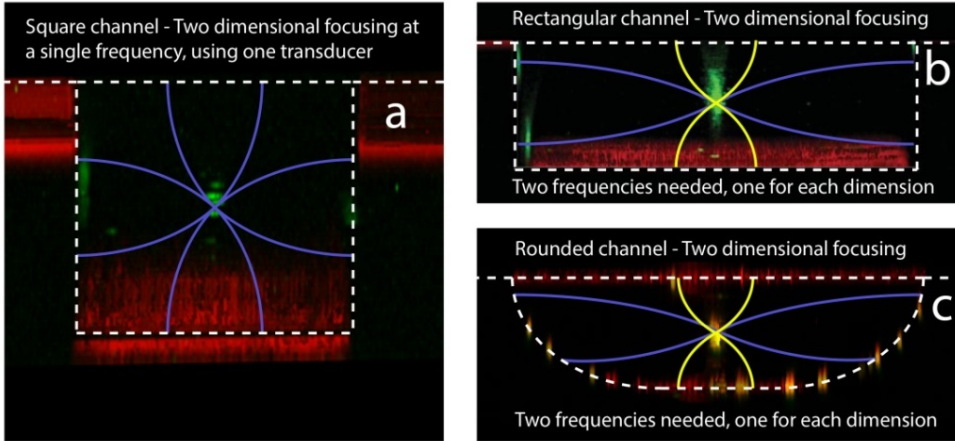 Square channel - Two dimensional focusing at
a single frequency, using one transducer
a
Rectangular channel - Two dimensional focusing
b
Two frequencies needed, one for each dimension
Rounded channel - Two dimensional focusing
c
Two frequencies needed, one for each dimension